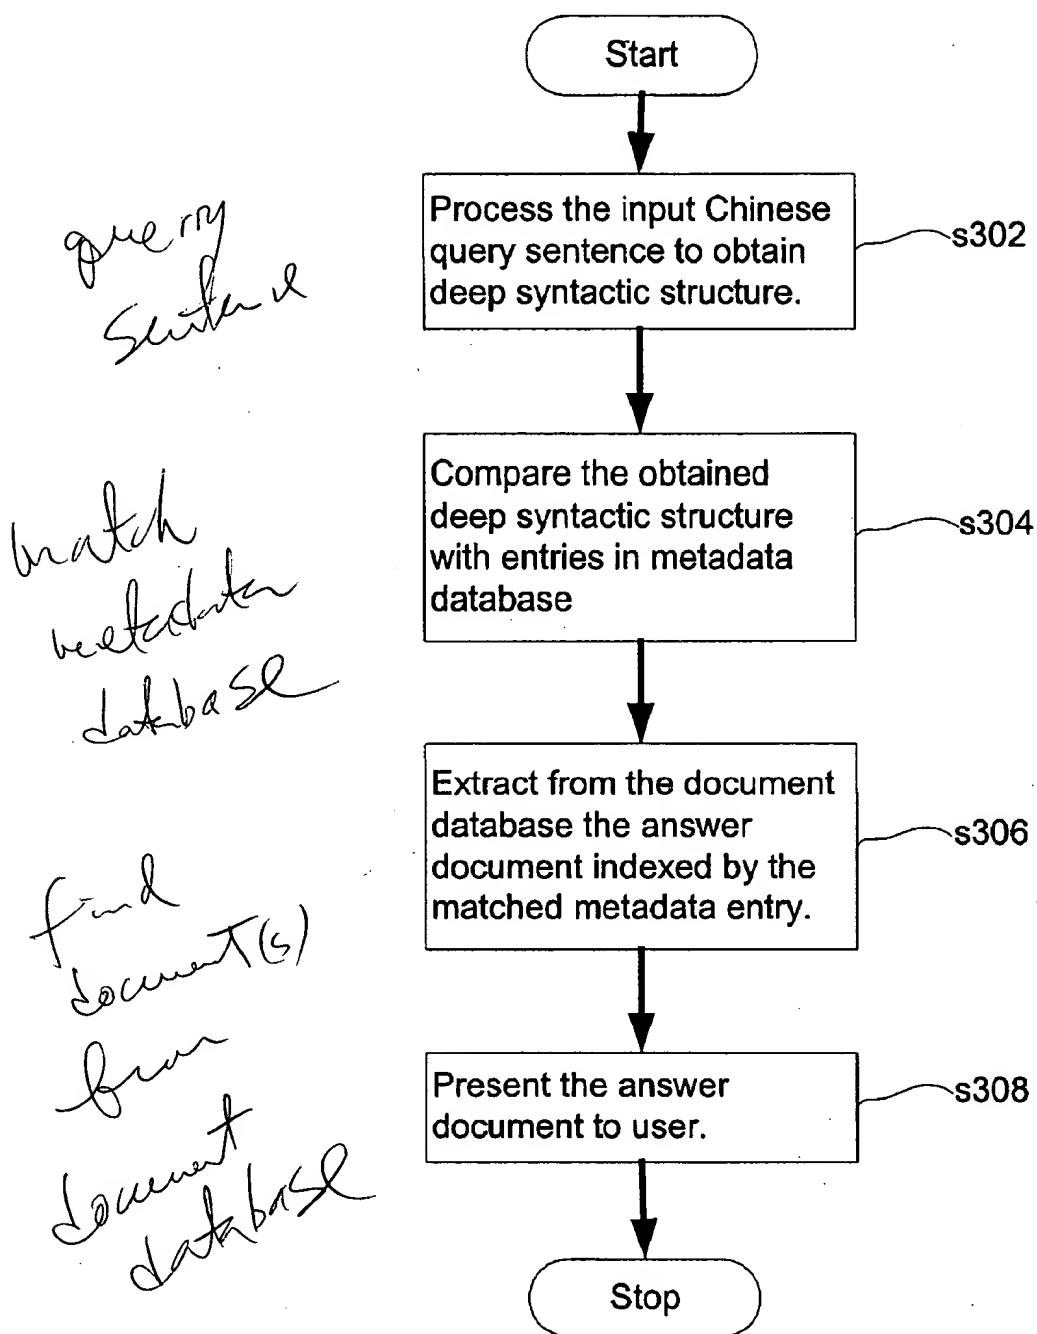 Start
Process the input Chinese
query sentence to obtain
deep syntactic structure.
s302
querry
Sentence
Compare the obtained
deep syntactic structure
with entries in metadata
database
s304
match
metadata
database
Extract from the document
database the answer
document indexed by the
matched metadata entry.
s306
find
document(s)
from
document
database
Present the answer
document to user.
s308
Stop